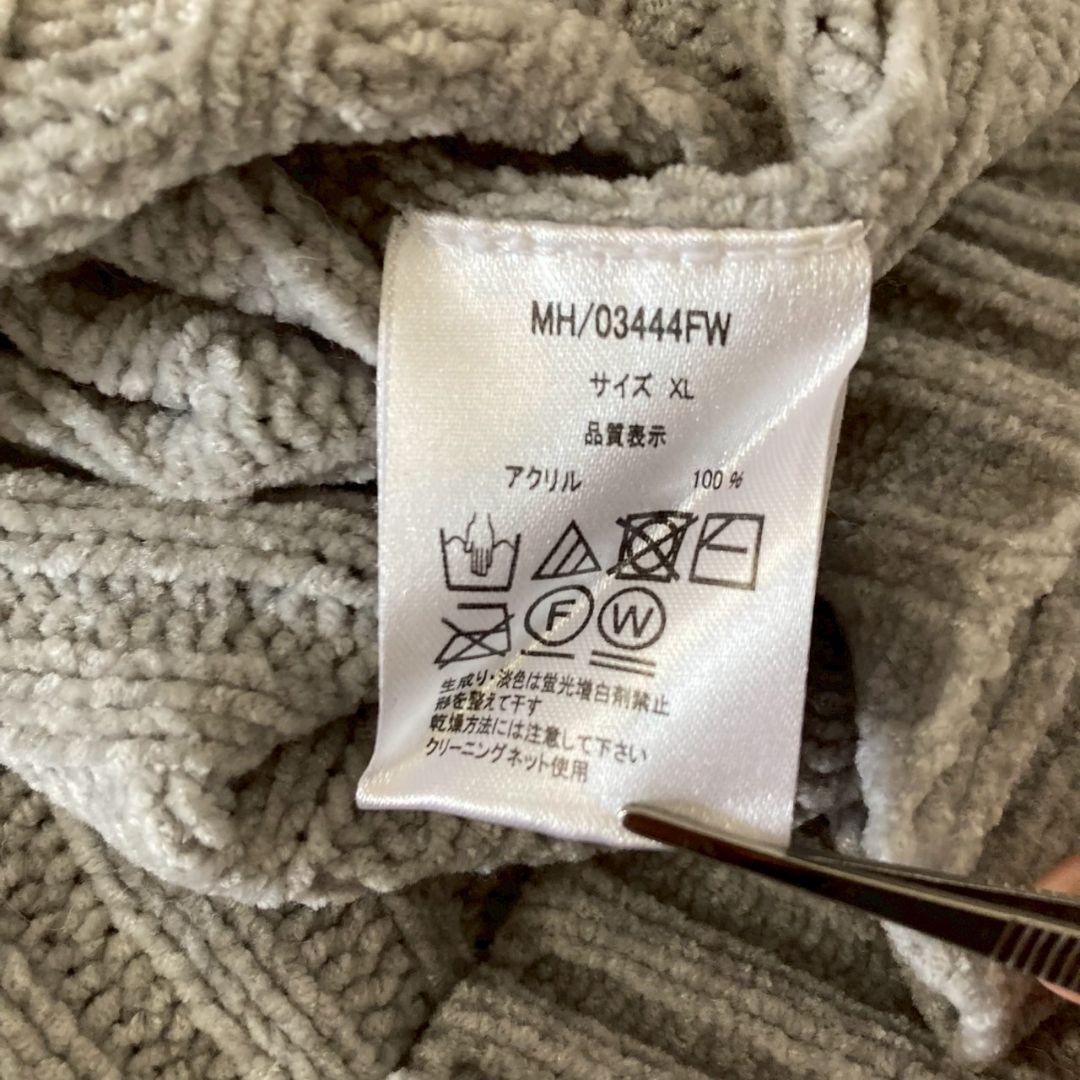 MH/03444FW
サイズ XL
品質表示
アクリル 100 %
F W
生成り・淡色は蛍光増白剤禁止
形を整えて干す
乾燥方法には注意して下さい
クリーニングネット使用